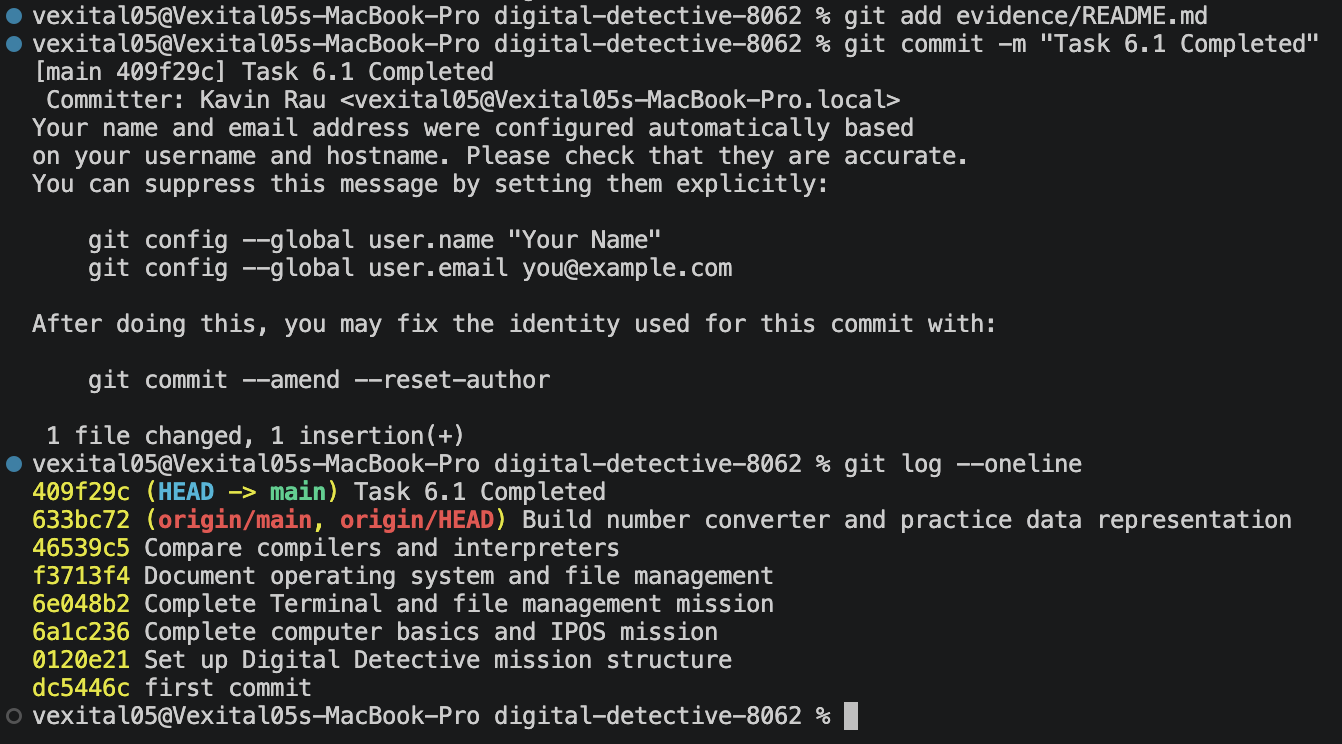 vexital05@Vexital05s-MacBook-Pro digital-detective-8062 % git add evidence/README.md
vexital05@Vexital05s-MacBook-Pro digital-detective-8062 % git commit -m "Task 6.1 Completed"
[main 409f29c] Task 6.1 Completed
 Committer: Kavin Rau <vexital05@Vexital05s-MacBook-Pro.local>
Your name and email address were configured automatically based
on your username and hostname. Please check that they are accurate.
You can suppress this message by setting them explicitly:

    git config --global user.name "Your Name"
    git config --global user.email you@example.com

After doing this, you may fix the identity used for this commit with:

    git commit --amend --reset-author

 1 file changed, 1 insertion(+)
vexital05@Vexital05s-MacBook-Pro digital-detective-8062 % git log --oneline
409f29c (HEAD -> main) Task 6.1 Completed
633bc72 (origin/main, origin/HEAD) Build number converter and practice data representation
46539c5 Compare compilers and interpreters
f3713f4 Document operating system and file management
6e048b2 Complete Terminal and file management mission
6a1c236 Complete computer basics and IPOS mission
0120e21 Set up Digital Detective mission structure
dc5446c first commit
vexital05@Vexital05s-MacBook-Pro digital-detective-8062 %